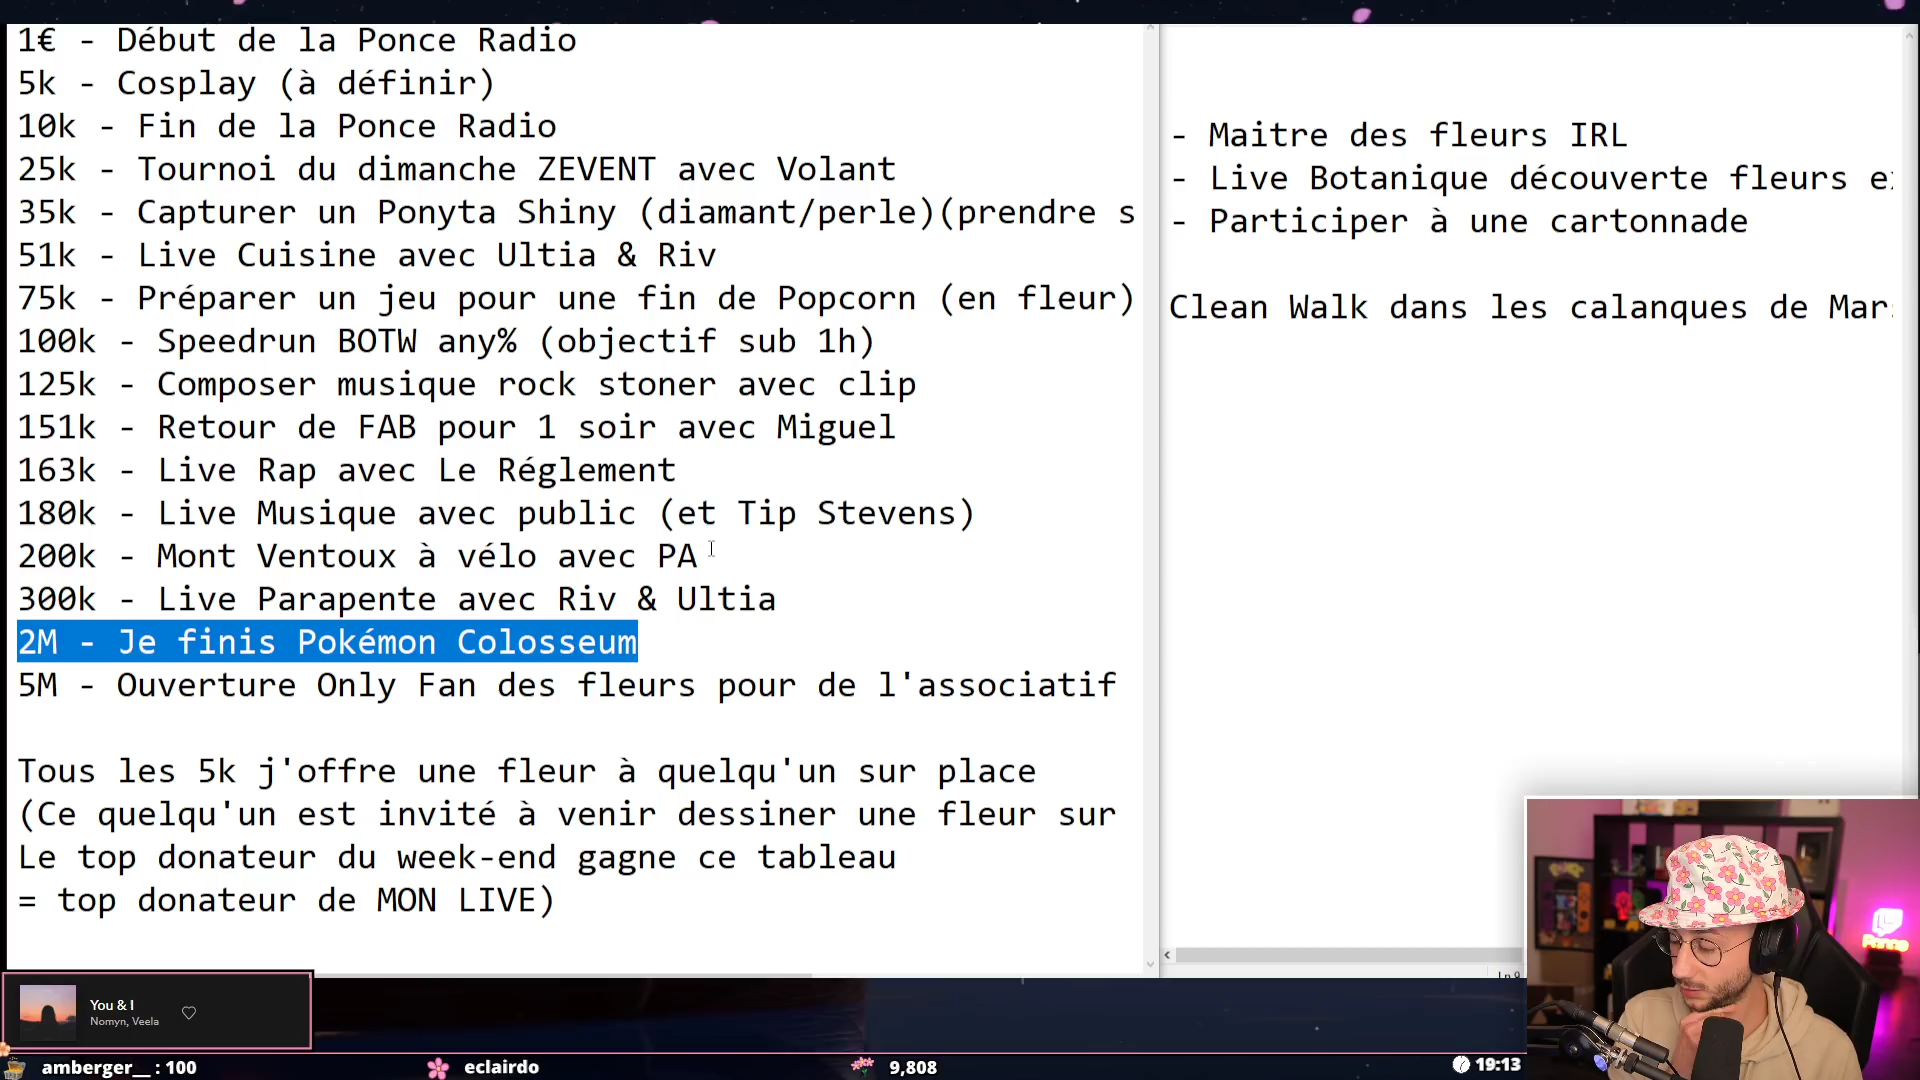 1€ - Début de la Ponce Radio
5k - Cosplay (à définir)
10k - Fin de la Ponce Radio
25k - Tournoi du dimanche ZEVENT avec Volant
35k - Capturer un Ponyta Shiny (diamant/perle)(prendre s
51k - Live Cuisine avec Ultia & Riv
75k - Préparer un jeu pour une fin de Popcorn (en fleur)
100k - Speedrun BOTW any% (objectif sub 1h)
125k - Composer musique rock stoner avec clip
151k - Retour de FAB pour 1 soir avec Miguel
163k - Live Rap avec Le Réglement
180k - Live Musique avec public (et Tip Stevens)
200k - Mont Ventoux à vélo avec PA
300k - Live Parapente avec Riv & Ultia
2M - Je finis Pokémon Colosseum
5M - Ouverture Only Fan des fleurs pour de l'associatif
Tous les 5k j'offre une fleur à quelqu'un sur place
(Ce quelqu'un est invité à venir dessiner une fleur sur
Le top donateur du week-end gagne ce tableau
= top donateur de MON LIVE)
- Maitre des fleurs IRL
- Live Botanique découverte fleurs
- Participer à une cartonnade
Clean Walk dans les calanques de Mar
You & I
Nomyn, Veela
amberger__ : 100
eclairdo
9,808
19:13